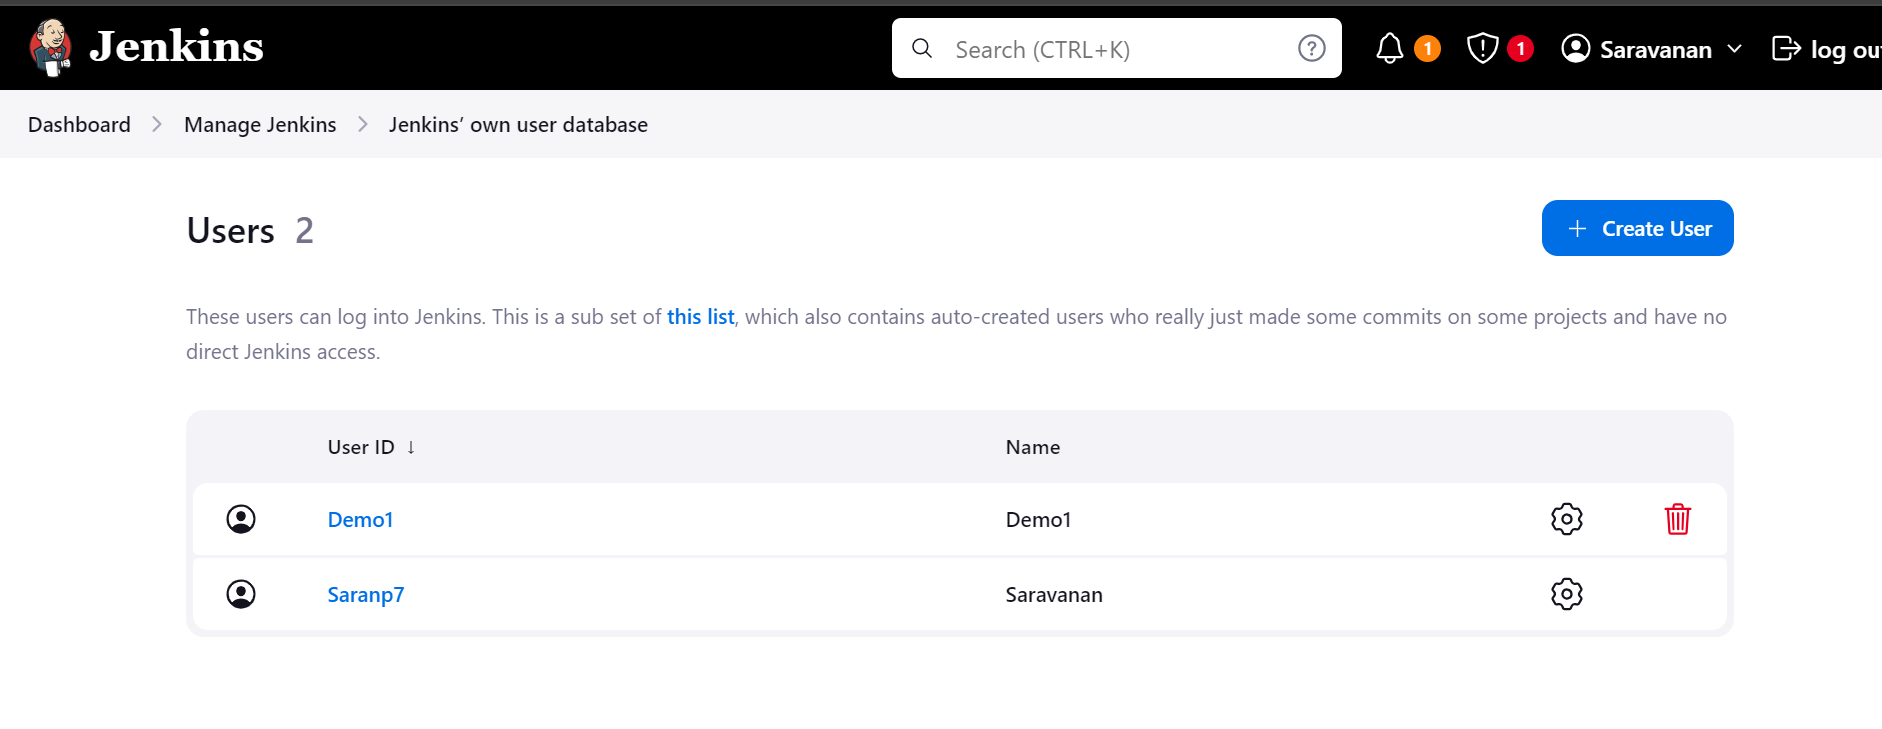 Jenkins
Search (CTRL+K)
1
1
Saravanan
log ou
Dashboard
Manage Jenkins
Jenkins’ own user database
Users 2
+ Create User
These users can log into Jenkins. This is a sub set of this list, which also contains auto-created users who really just made some commits on some projects and have no
direct Jenkins access.
User ID ↓
Name
Demo1
Demo1
Saranp7
Saravanan